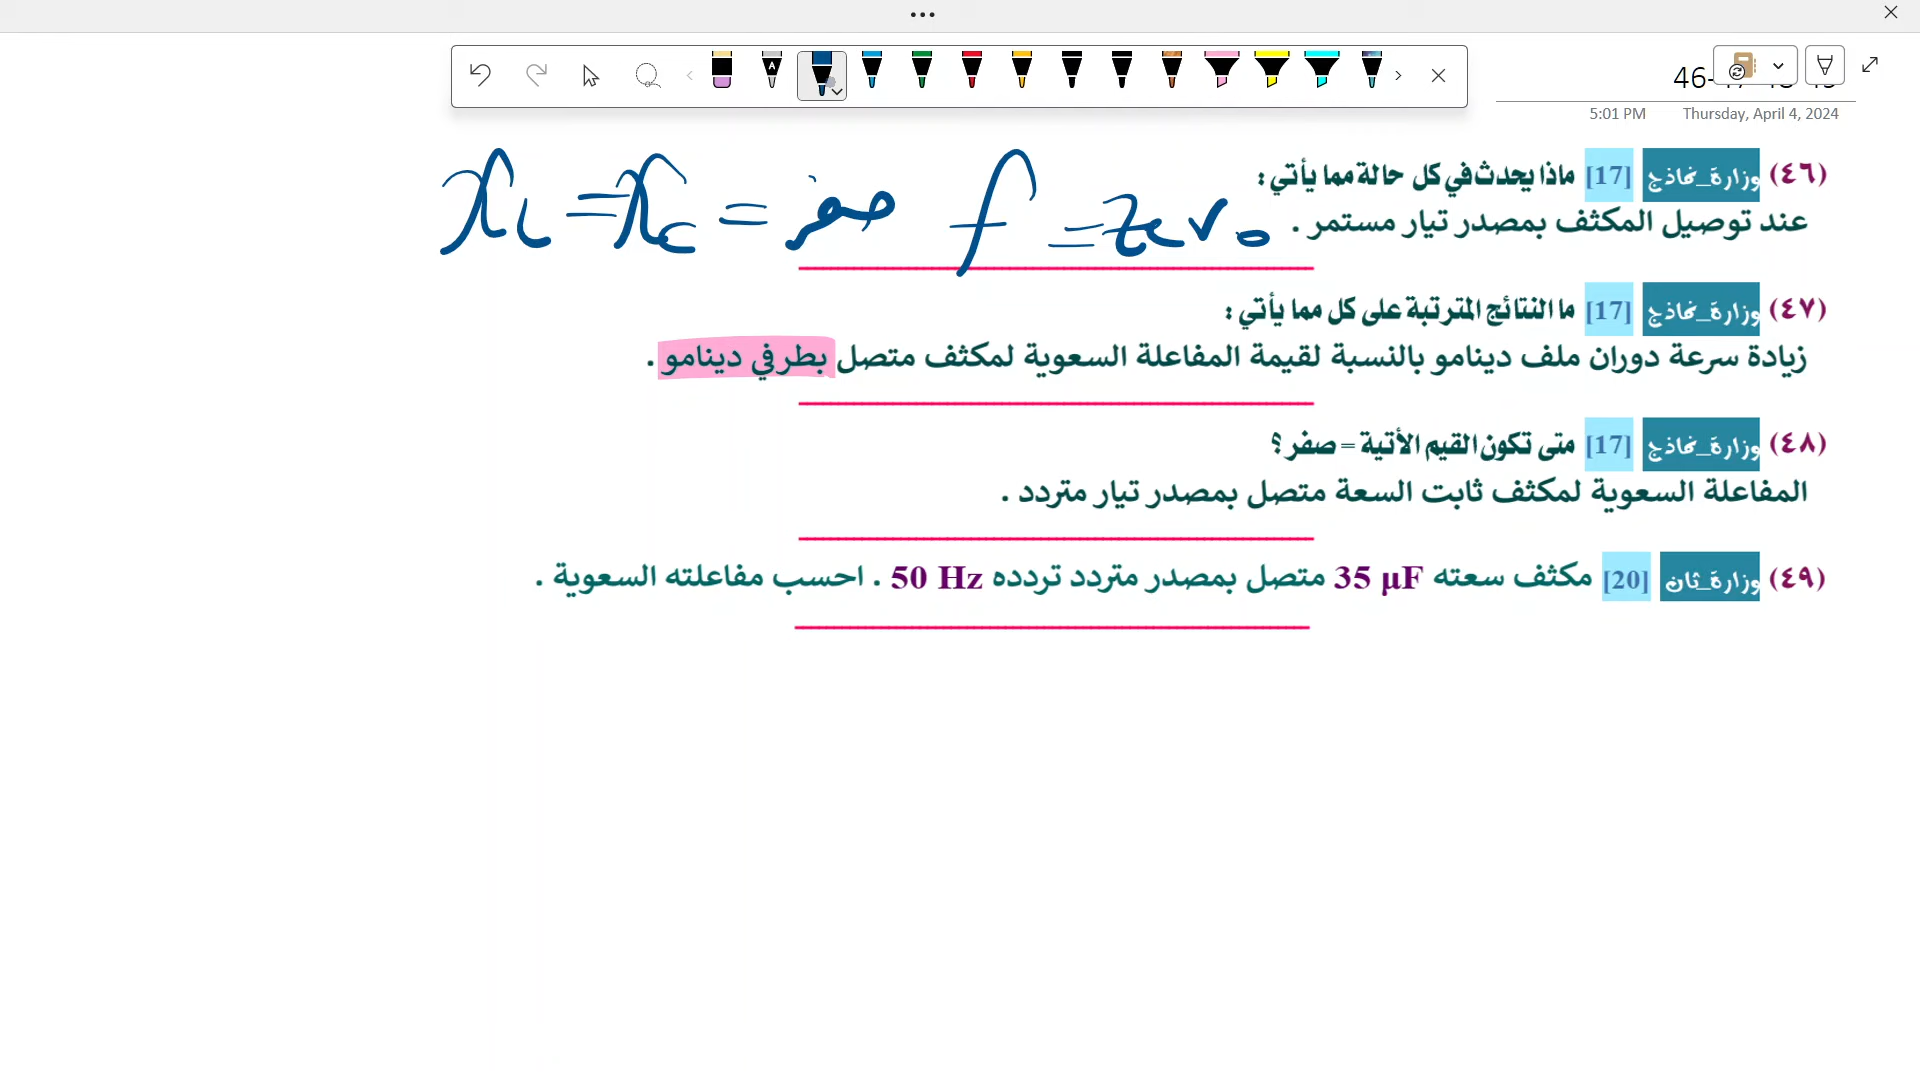 5:01 PM Thursday, April 4, 2024
(٤٦) وزارة_نماذج [17] ماذا يحدث في كل حالة مما يأتي :
عند توصيل المكثف بمصدر تيار مستمر .
XL = Xc = صفر f = zero
(٤٧) وزارة_نماذج [17] ما النتائج المترتبة على كل مما يأتي :
زيادة سرعة دوران ملف دينامو بالنسبة لقيمة المفاعلة السعوية لمكثف متصل بطرفي دينامو .
(٤٨) وزارة_نماذج [17] متى تكون القيم الأتية = صفر ؟
المفاعلة السعوية لمكثف ثابت السعة متصل بمصدر تيار متردد .
(٤٩) وزارة_ثان [20] مكثف سعته 35 μF متصل بمصدر متردد تردده 50 Hz . احسب مفاعلته السعوية .